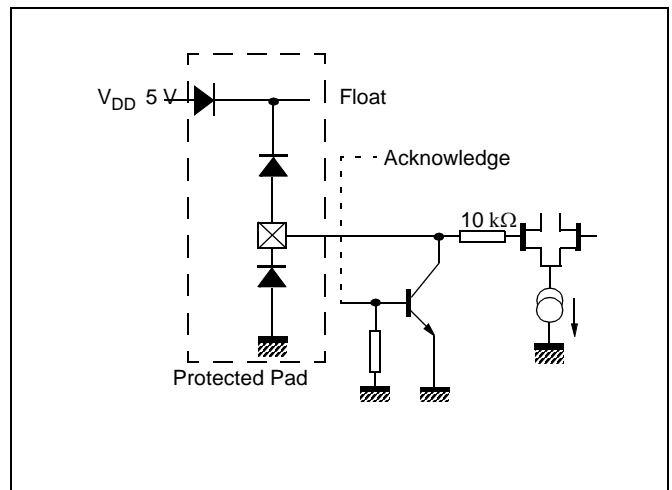 V_DD 5 V
Float
Acknowledge
10 kΩ
Protected Pad